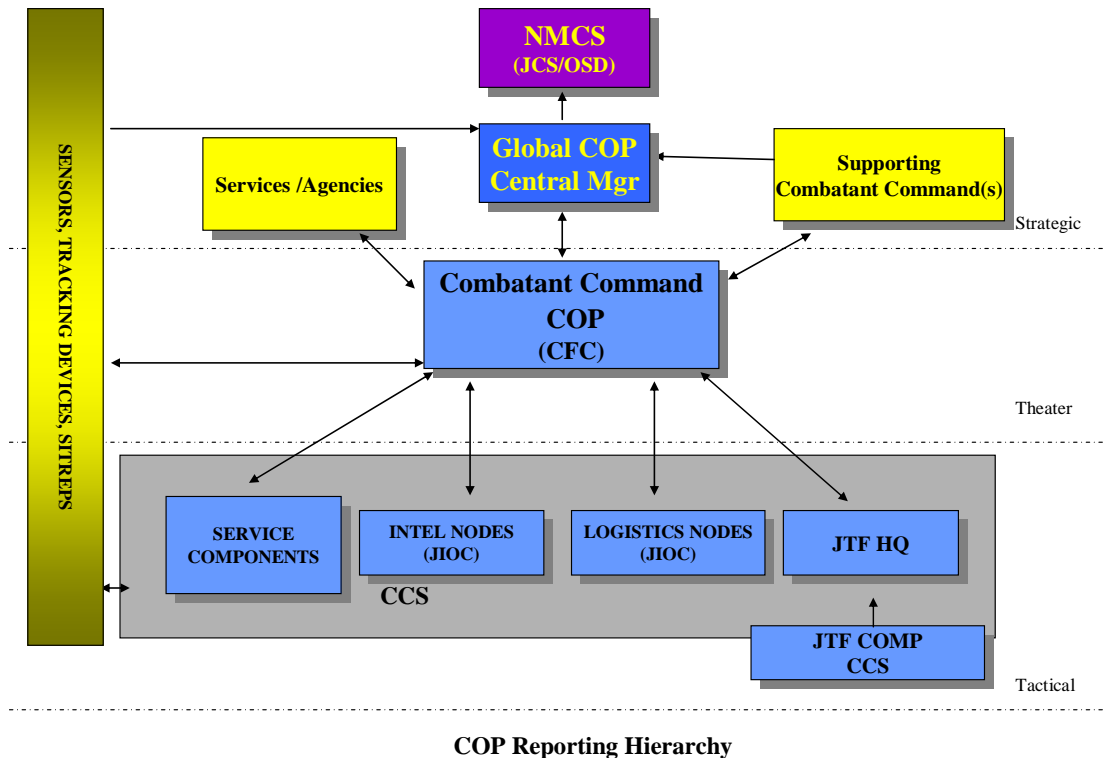 NMCS
(JCS/OSD)
SENSORS, TRACKING DEVICES, SITREPS
Global COP
Central Mgr
Services /Agencies
Supporting
Combatant Command(s)
Strategic
Combatant Command
COP
(CFC)
Theater
SERVICE
COMPONENTS
INTEL NODES
(JIOC)
LOGISTICS NODES
(JIOC)
JTF HQ
CCS
JTF COMP
CCS
Tactical
COP Reporting Hierarchy